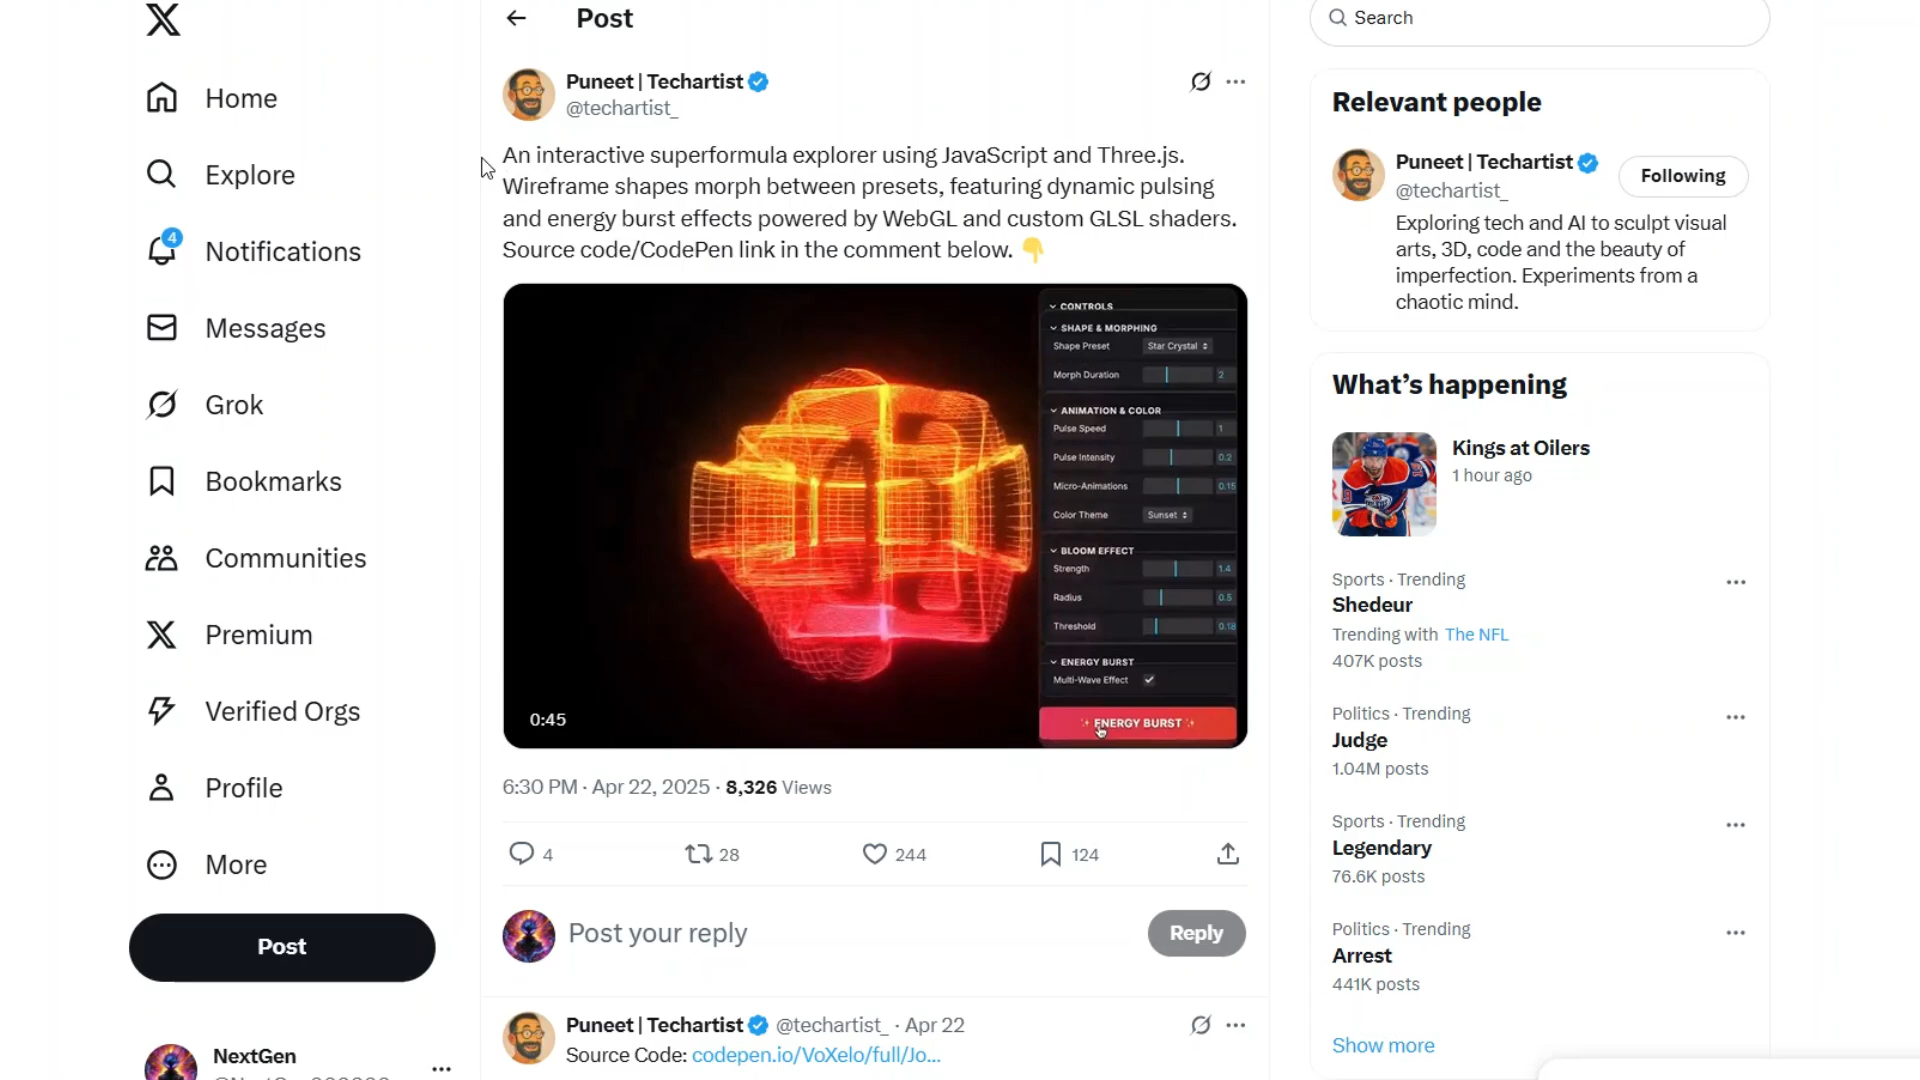 Home
Explore
4
Notifications
Messages
Grok
Bookmarks
Communities
Premium
Verified Orgs
Profile
More
Post
NextGen
Post
Puneet | Techartist
@techartist_
An interactive superformula explorer using JavaScript and Three.js.
Wireframe shapes morph between presets, featuring dynamic pulsing
and energy burst effects powered by WebGL and custom GLSL shaders.
Source code/CodePen link in the comment below. 👇
CONTROLS
SHAPE & MORPHING
Shape Preset Star Crystal
Morph Duration 2
ANIMATION & COLOR
Pulse Speed 1
Pulse Intensity 0.2
Micro-Animations 0.15
Color Theme Sunset
BLOOM EFFECT
Strength 1.4
Radius 0.5
Threshold 0.18
ENERGY BURST
Multi-Wave Effect
ENERGY BURST
0:45
6:30 PM · Apr 22, 2025 · 8,326 Views
4 28 244 124
Post your reply
Reply
Puneet | Techartist @techartist_ · Apr 22
Source Code: codepen.io/VoXelo/full/Jo...
Search
Relevant people
Puneet | Techartist
@techartist_
Following
Exploring tech and AI to sculpt visual
arts, 3D, code and the beauty of
imperfection. Experiments from a
chaotic mind.
What's happening
Kings at Oilers
1 hour ago
Sports · Trending
Shedeur
Trending with The NFL
407K posts
Politics · Trending
Judge
1.04M posts
Sports · Trending
Legendary
76.6K posts
Politics · Trending
Arrest
441K posts
Show more